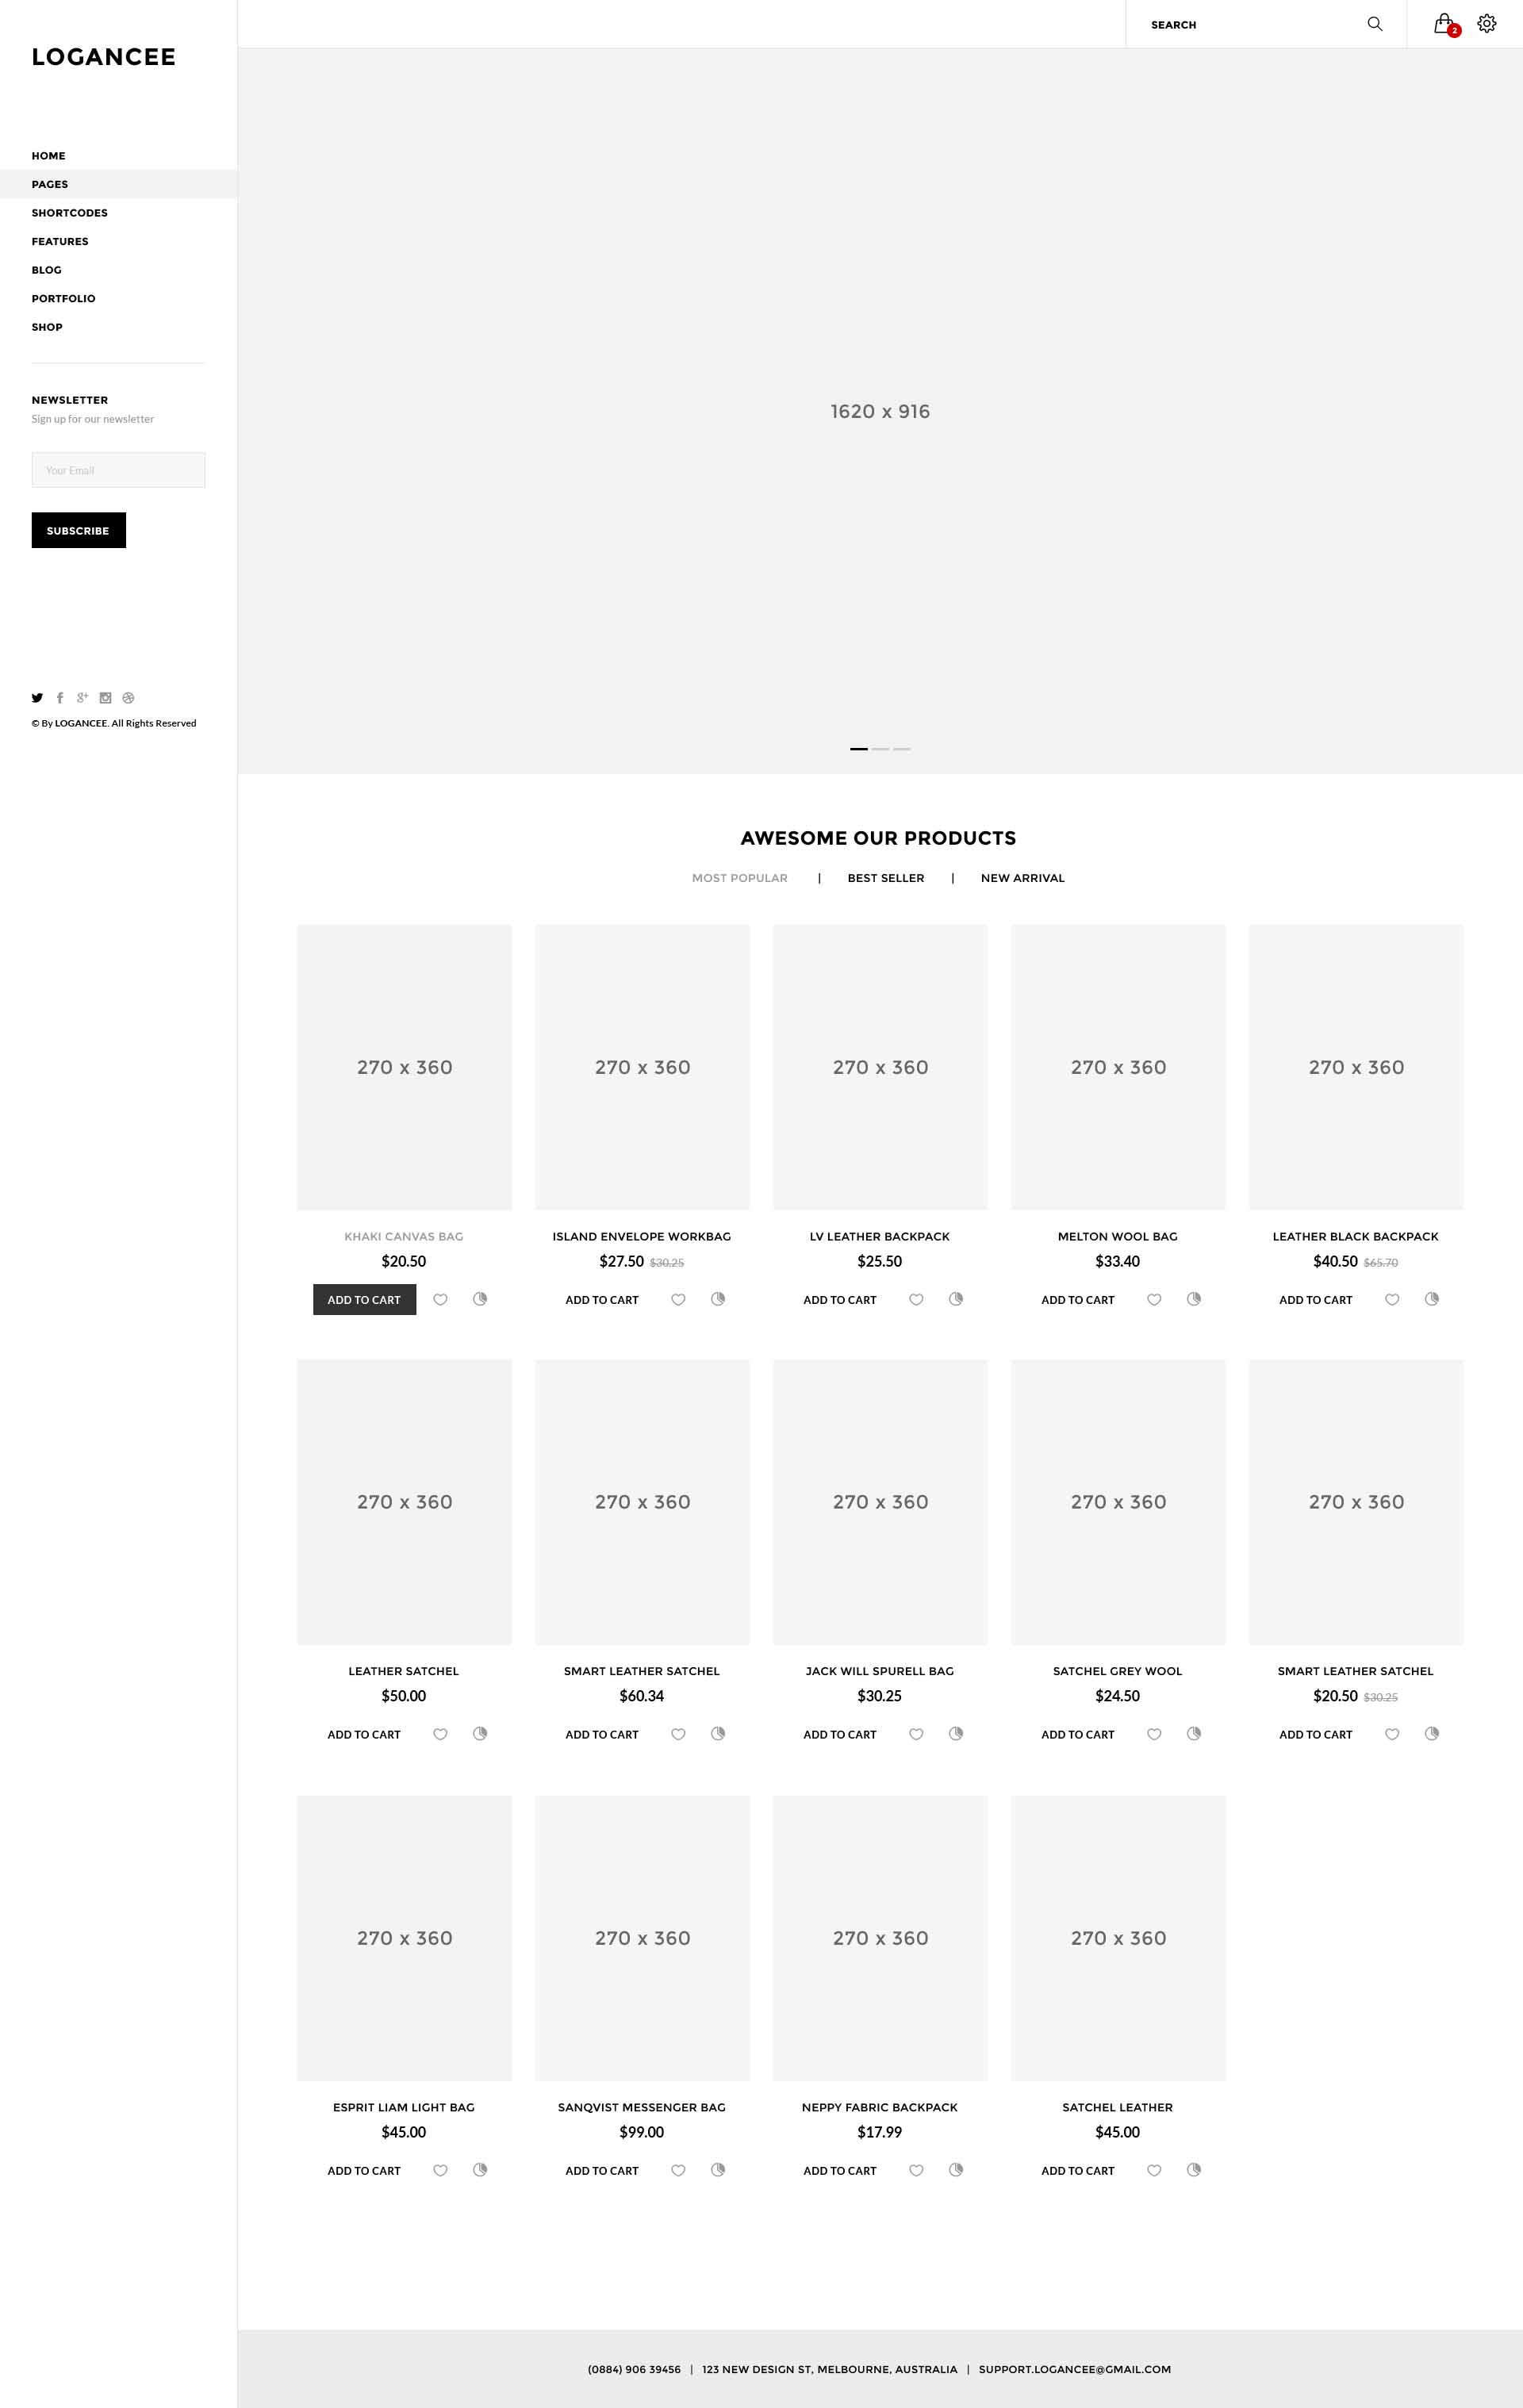 LOGANCEE
HOME
PAGES
SHORTCODES
FEATURES
BLOG
PORTFOLIO
SHOP
NEWSLETTER
Sign up for our newsletter
Your Email
SUBSCRIBE
© By LOGANCEE. All Rights Reserved
SEARCH
2
1620 x 916
AWESOME OUR PRODUCTS
MOST POPULAR | BEST SELLER | NEW ARRIVAL
270 x 360 270 x 360 270 x 360 270 x 360 270 x 360
KHAKI CANVAS BAG ISLAND ENVELOPE WORKBAG LV LEATHER BACKPACK MELTON WOOL BAG LEATHER BLACK BACKPACK
$20.50 $27.50 $30.25 $25.50 $33.40 $40.50 $65.70
ADD TO CART ADD TO CART ADD TO CART ADD TO CART ADD TO CART
270 x 360 270 x 360 270 x 360 270 x 360 270 x 360
LEATHER SATCHEL SMART LEATHER SATCHEL JACK WILL SPURELL BAG SATCHEL GREY WOOL SMART LEATHER SATCHEL
$50.00 $60.34 $30.25 $24.50 $20.50 $30.25
ADD TO CART ADD TO CART ADD TO CART ADD TO CART ADD TO CART
270 x 360 270 x 360 270 x 360 270 x 360
ESPRIT LIAM LIGHT BAG SANQVIST MESSENGER BAG NEPPY FABRIC BACKPACK SATCHEL LEATHER
$45.00 $99.00 $17.99 $45.00
ADD TO CART ADD TO CART ADD TO CART ADD TO CART
(0884) 906 39456 | 123 NEW DESIGN ST, MELBOURNE, AUSTRALIA | SUPPORT.LOGANCEE@GMAIL.COM